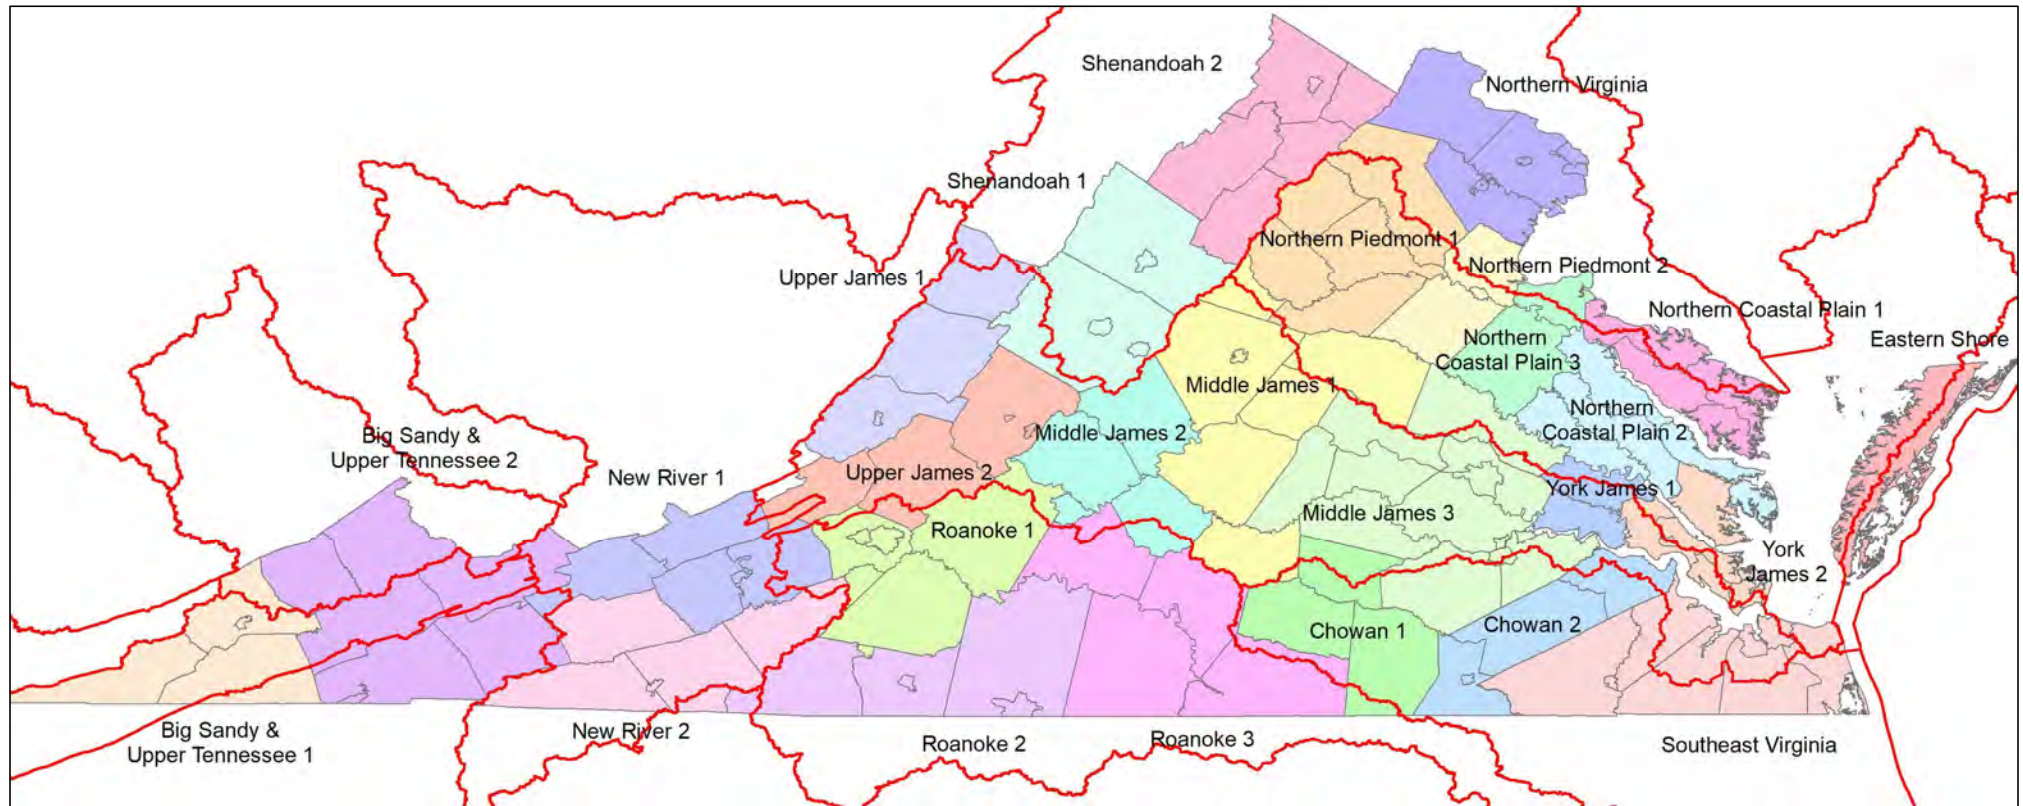 Shenandoah 2
Northern Virginia
Shenandoah 1
Northern Piedmont 1
Northern Piedmont 2
Upper James 1
Northern Coastal Plain 1
Eastern Shore
Northern
Coastal Plain 3
Middle James 1
Northern
Coastal Plain 2
Middle James 2
Big Sandy &
Upper Tennessee 2
New River 1
Upper James 2
York James 1
Middle James 3
Roanoke 1
York
James 2
Chowan 1
Chowan 2
Big Sandy &
Upper Tennessee 1
New River 2
Roanoke 2
Roanoke 3
Southeast Virginia